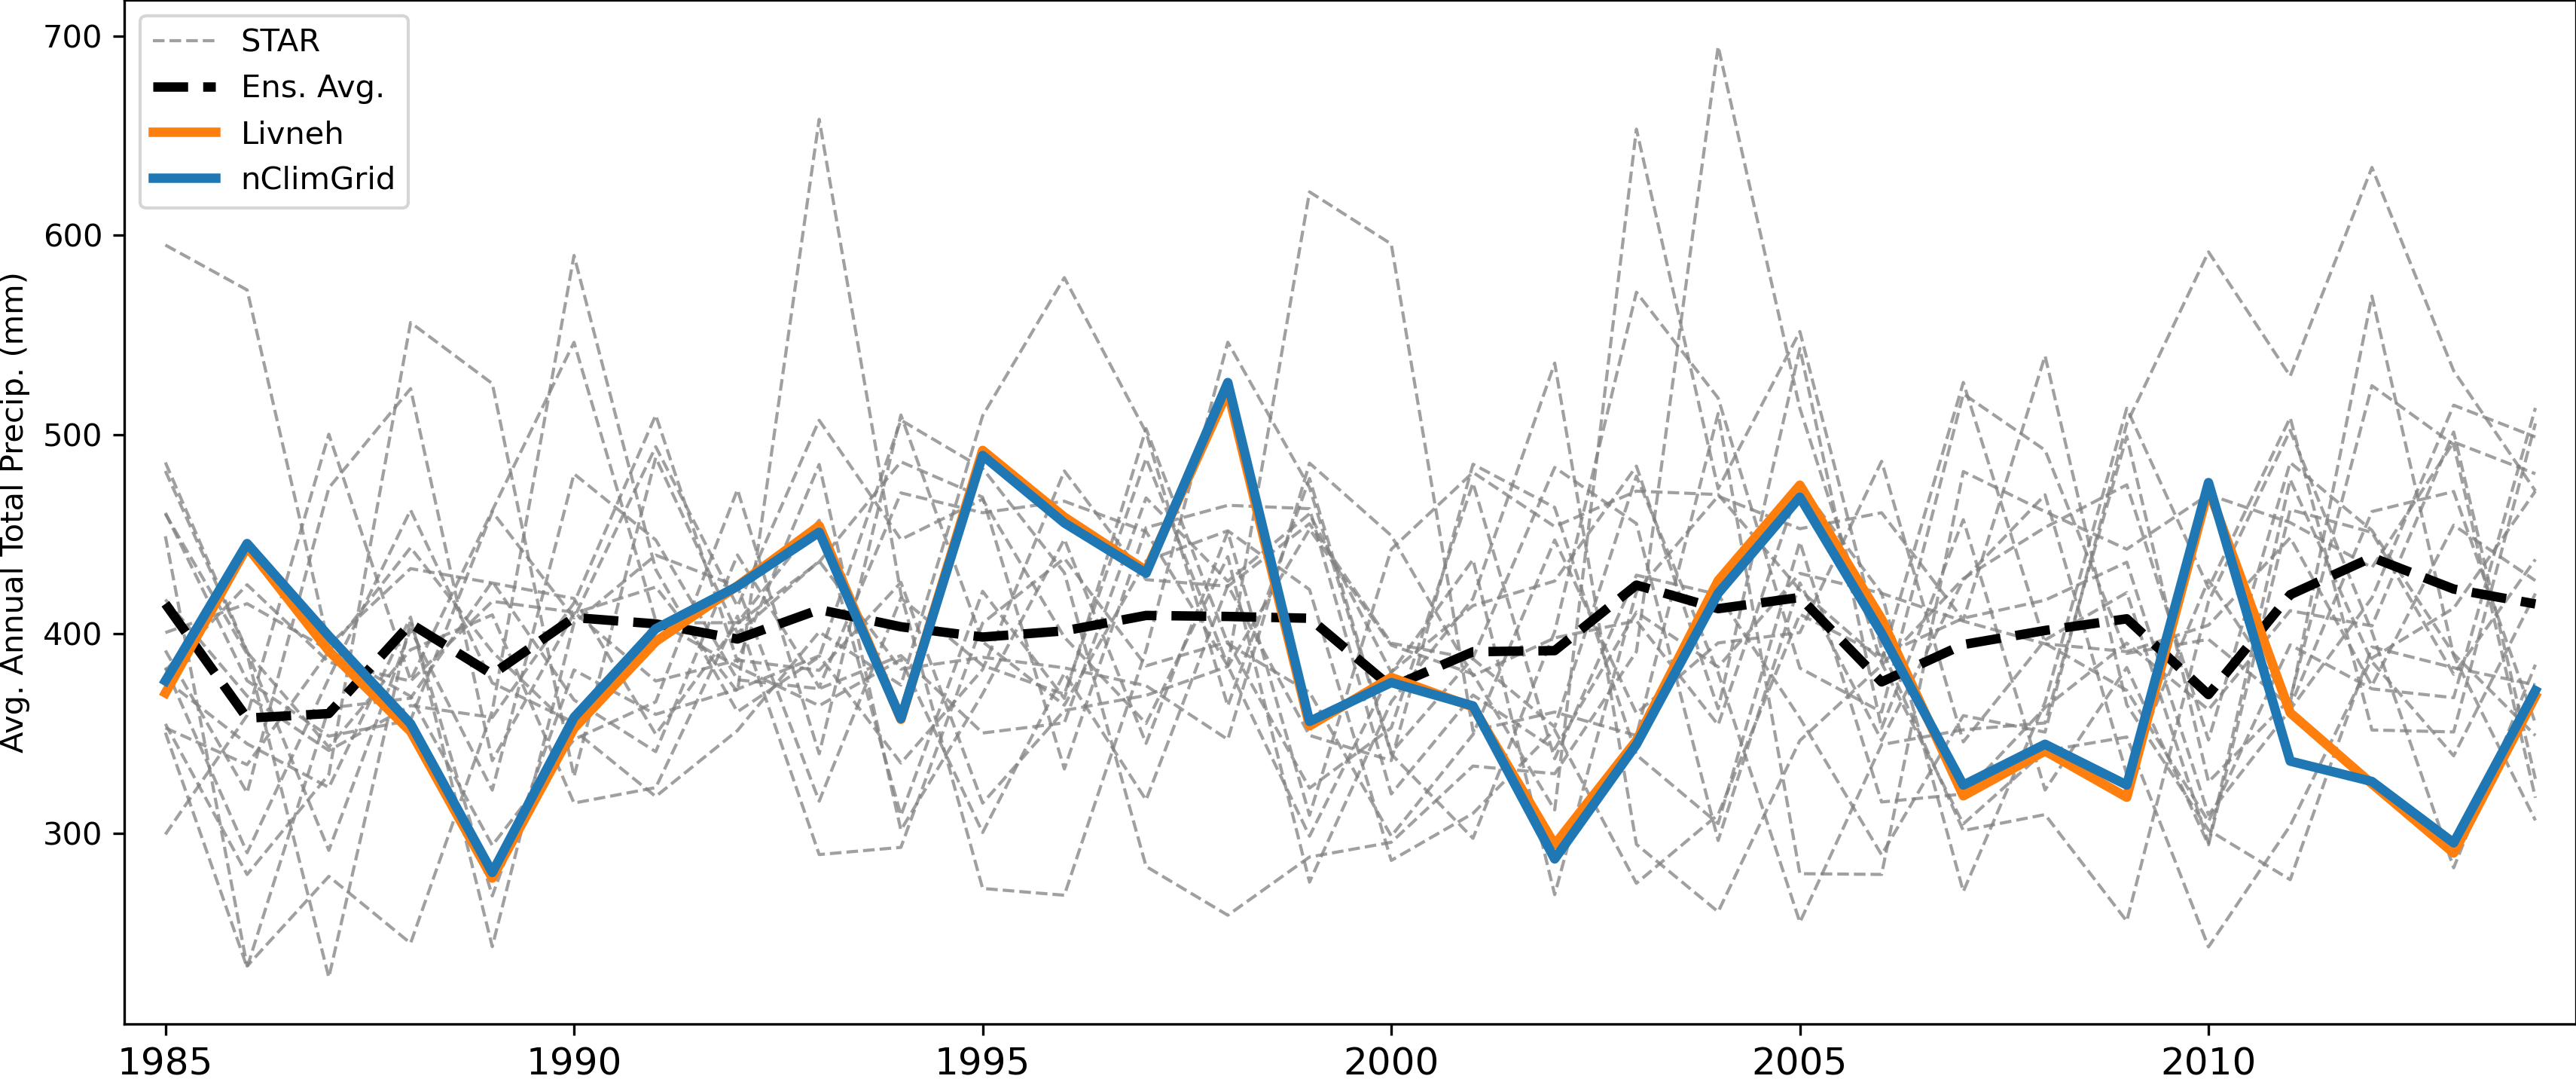 700
600
500
400
300
Avg. Annual Total Precip. (mm)
STAR
Ens. Avg.
Livneh
nClimGrid
1985
1990
1995
2000
2005
2010